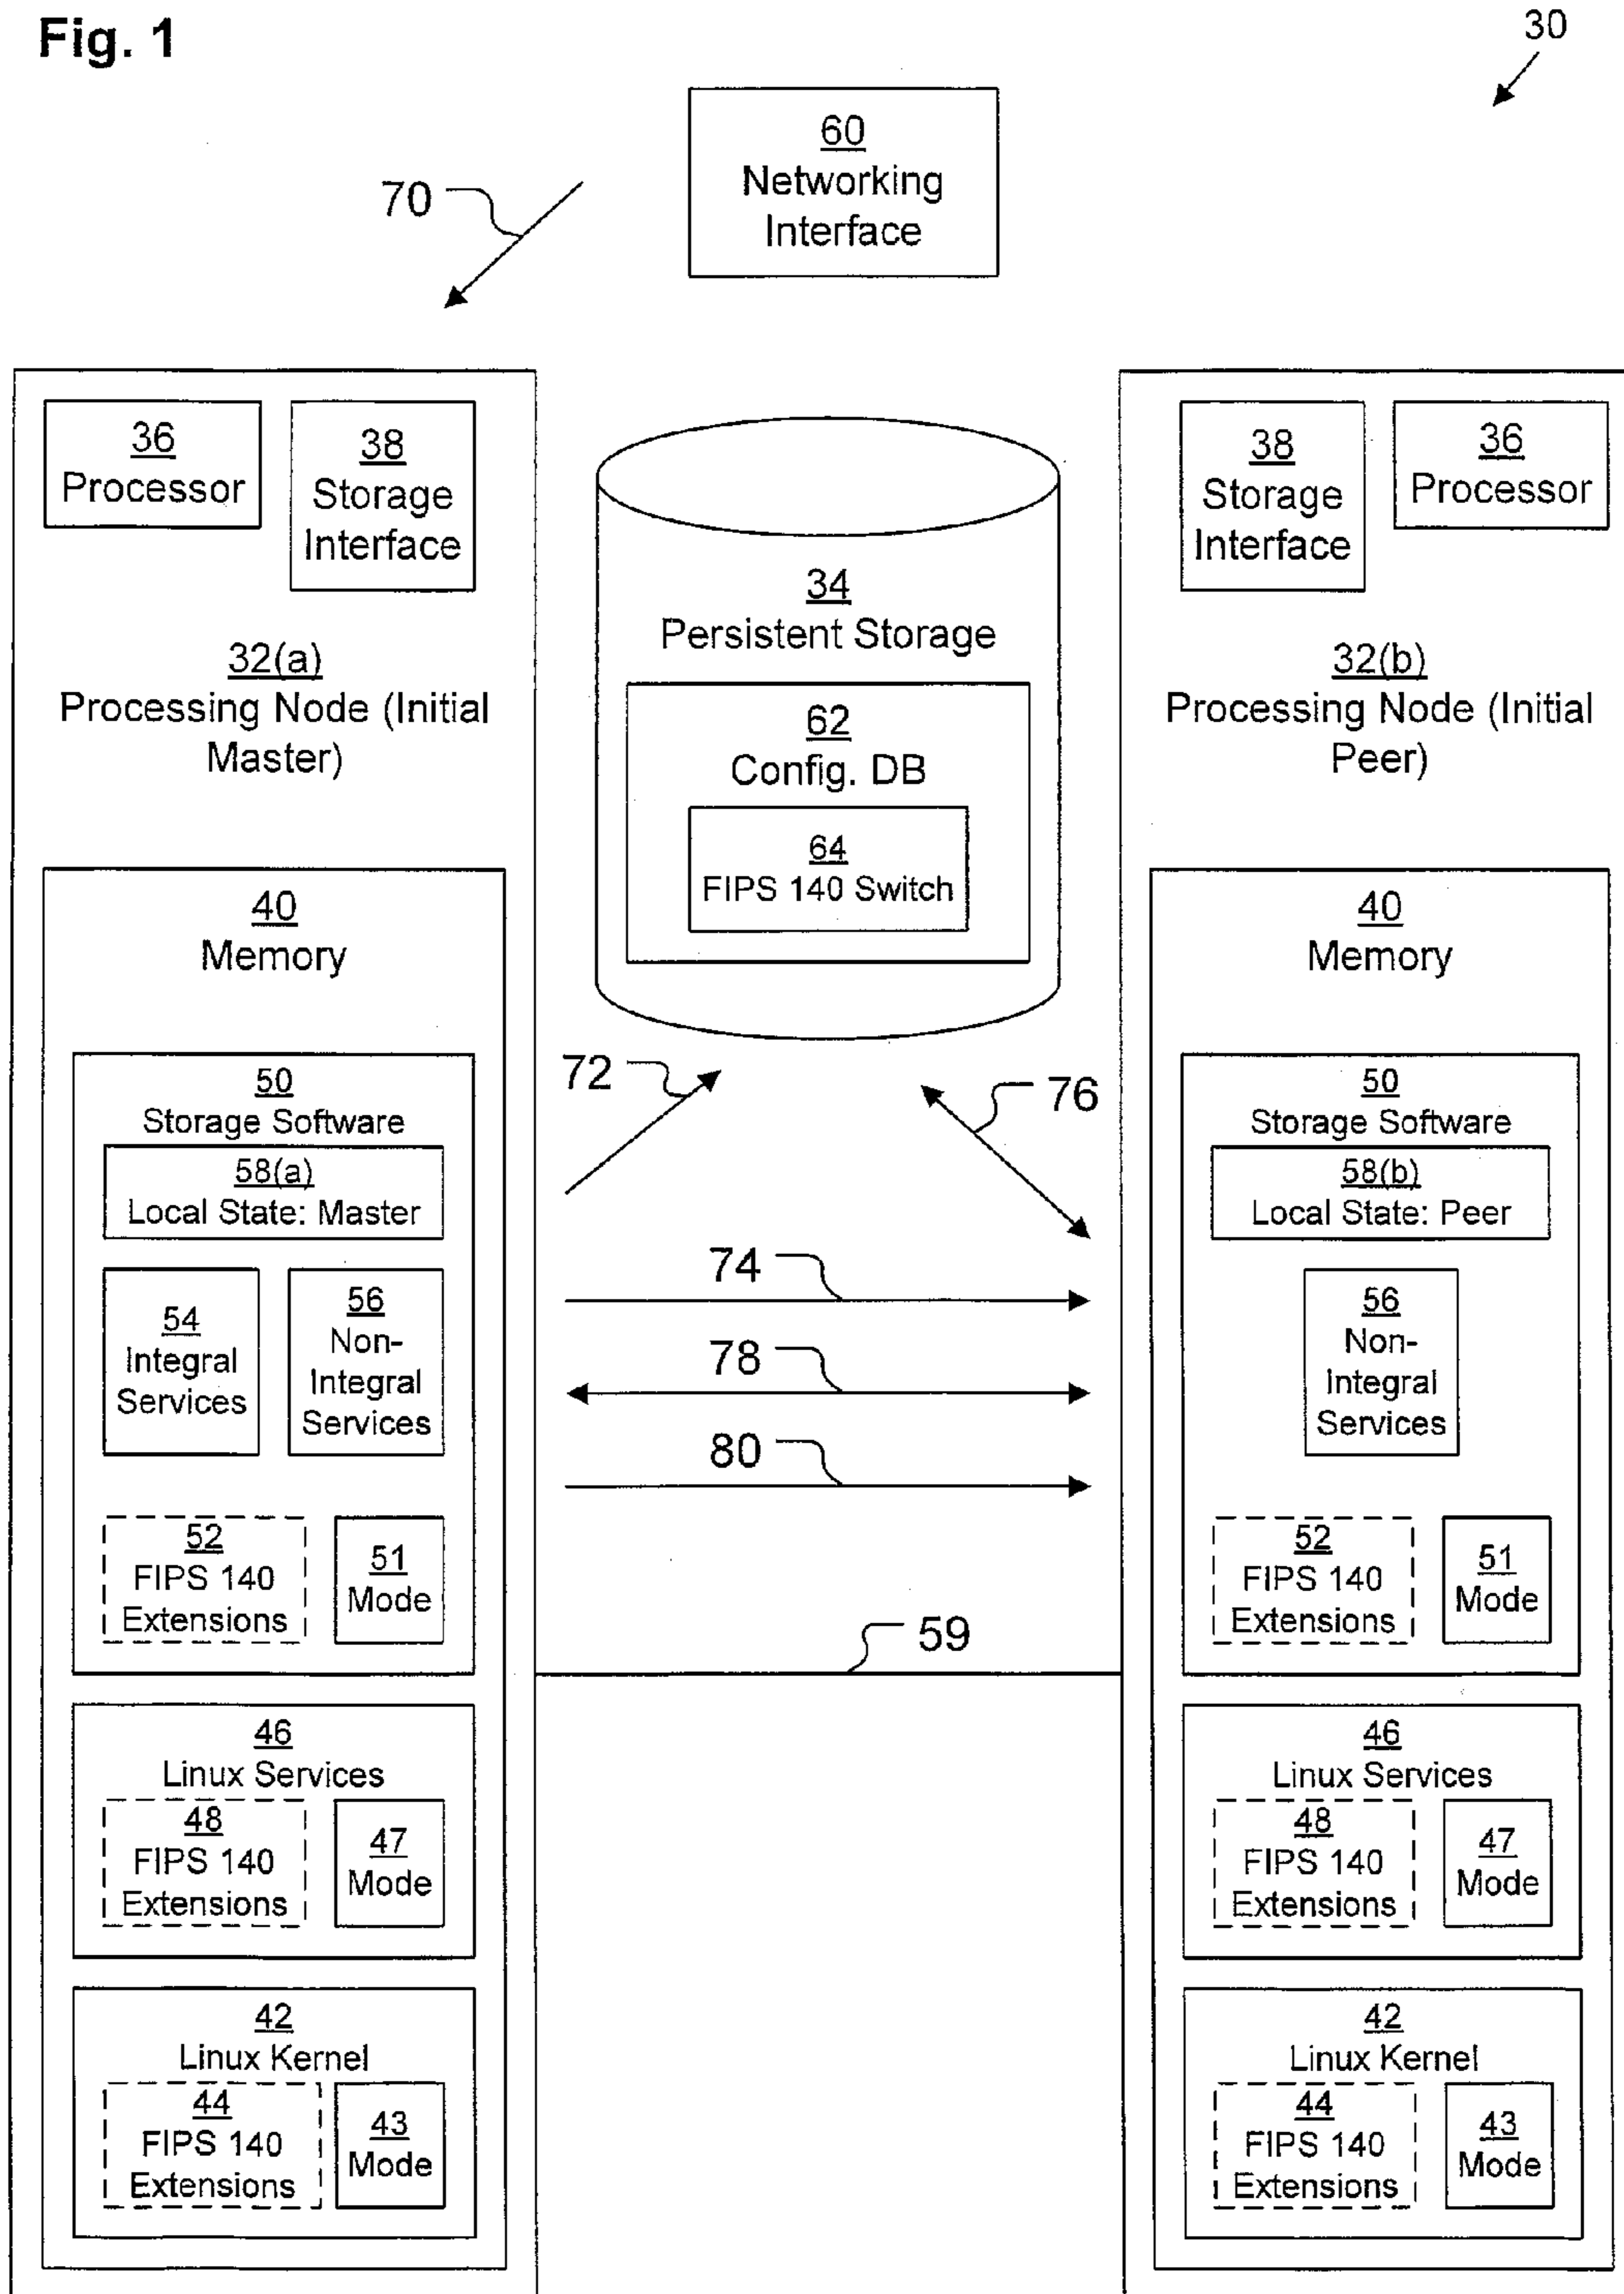 Fig. 1
30
60
Networking
Interface
70
36
Processor
38
Storage
Interface
32(a)
Processing Node (Initial
Master)
40
Memory
50
Storage Software
58(a)
Local State: Master
54
Integral
Services
56
Non-
Integral
Services
52
FIPS 140
Extensions
51
Mode
46
Linux Services
48
FIPS 140
Extensions
47
Mode
42
Linux Kernel
44
FIPS 140
Extensions
43
Mode
34
Persistent Storage
62
Config. DB
64
FIPS 140 Switch
72
76
74
78
80
59
38
Storage
Interface
36
Processor
32(b)
Processing Node (Initial
Peer)
40
Memory
50
Storage Software
58(b)
Local State: Peer
56
Non-
Integral
Services
52
FIPS 140
Extensions
51
Mode
46
Linux Services
48
FIPS 140
Extensions
47
Mode
42
Linux Kernel
44
FIPS 140
Extensions
43
Mode